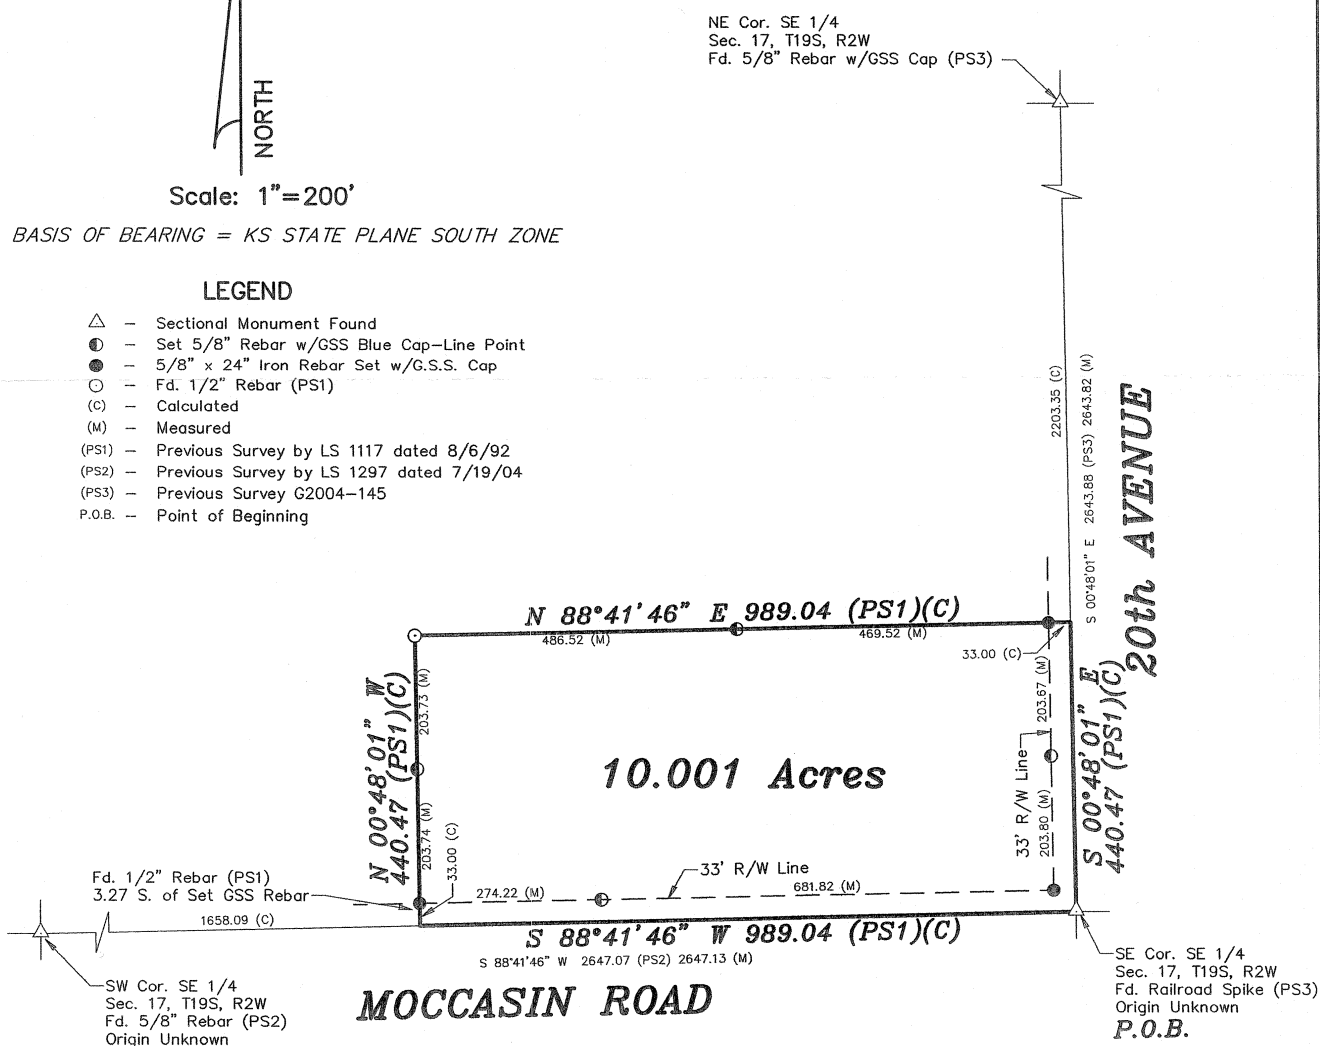 NE Cor. SE 1/4
Sec. 17, T19S, R2W
Fd. 5/8" Rebar w/GSS Cap (PS3)
NORTH
Scale: 1"=200'
BASIS OF BEARING = KS STATE PLANE SOUTH ZONE
LEGEND
– Sectional Monument Found
– Set 5/8" Rebar w/GSS Blue Cap–Line Point
– 5/8" x 24" Iron Rebar Set w/G.S.S. Cap
– Fd. 1/2" Rebar (PS1)
(C) – Calculated
(M) – Measured
(PS1) – Previous Survey by LS 1117 dated 8/6/92
(PS2) – Previous Survey by LS 1297 dated 7/19/04
(PS3) – Previous Survey G2004–145
P.O.B. – Point of Beginning
2203.35 (C)
S 00°48'01" E 2643.88 (PS3) 2643.82 (M)
20th AVENUE
N 88°41'46" E 989.04 (PS1)(C)
486.52 (M)
469.52 (M)
33.00 (C)
N 00°48'01" W
440.47 (PS1)(C)
203.73 (M)
203.74 (M)
33.00 (C)
10.001 Acres
203.67 (M)
33' R/W Line
203.80 (M)
S 00°48'01" E
440.47 (PS1)(C)
Fd. 1/2" Rebar (PS1)
3.27 S. of Set GSS Rebar
274.22 (M)
33' R/W Line
681.82 (M)
1658.09 (C)
S 88°41'46" W 989.04 (PS1)(C)
S 88°41'46" W 2647.07 (PS2) 2647.13 (M)
SW Cor. SE 1/4
Sec. 17, T19S, R2W
Fd. 5/8" Rebar (PS2)
Origin Unknown
MOCCASIN ROAD
SE Cor. SE 1/4
Sec. 17, T19S, R2W
Fd. Railroad Spike (PS3)
Origin Unknown
P.O.B.